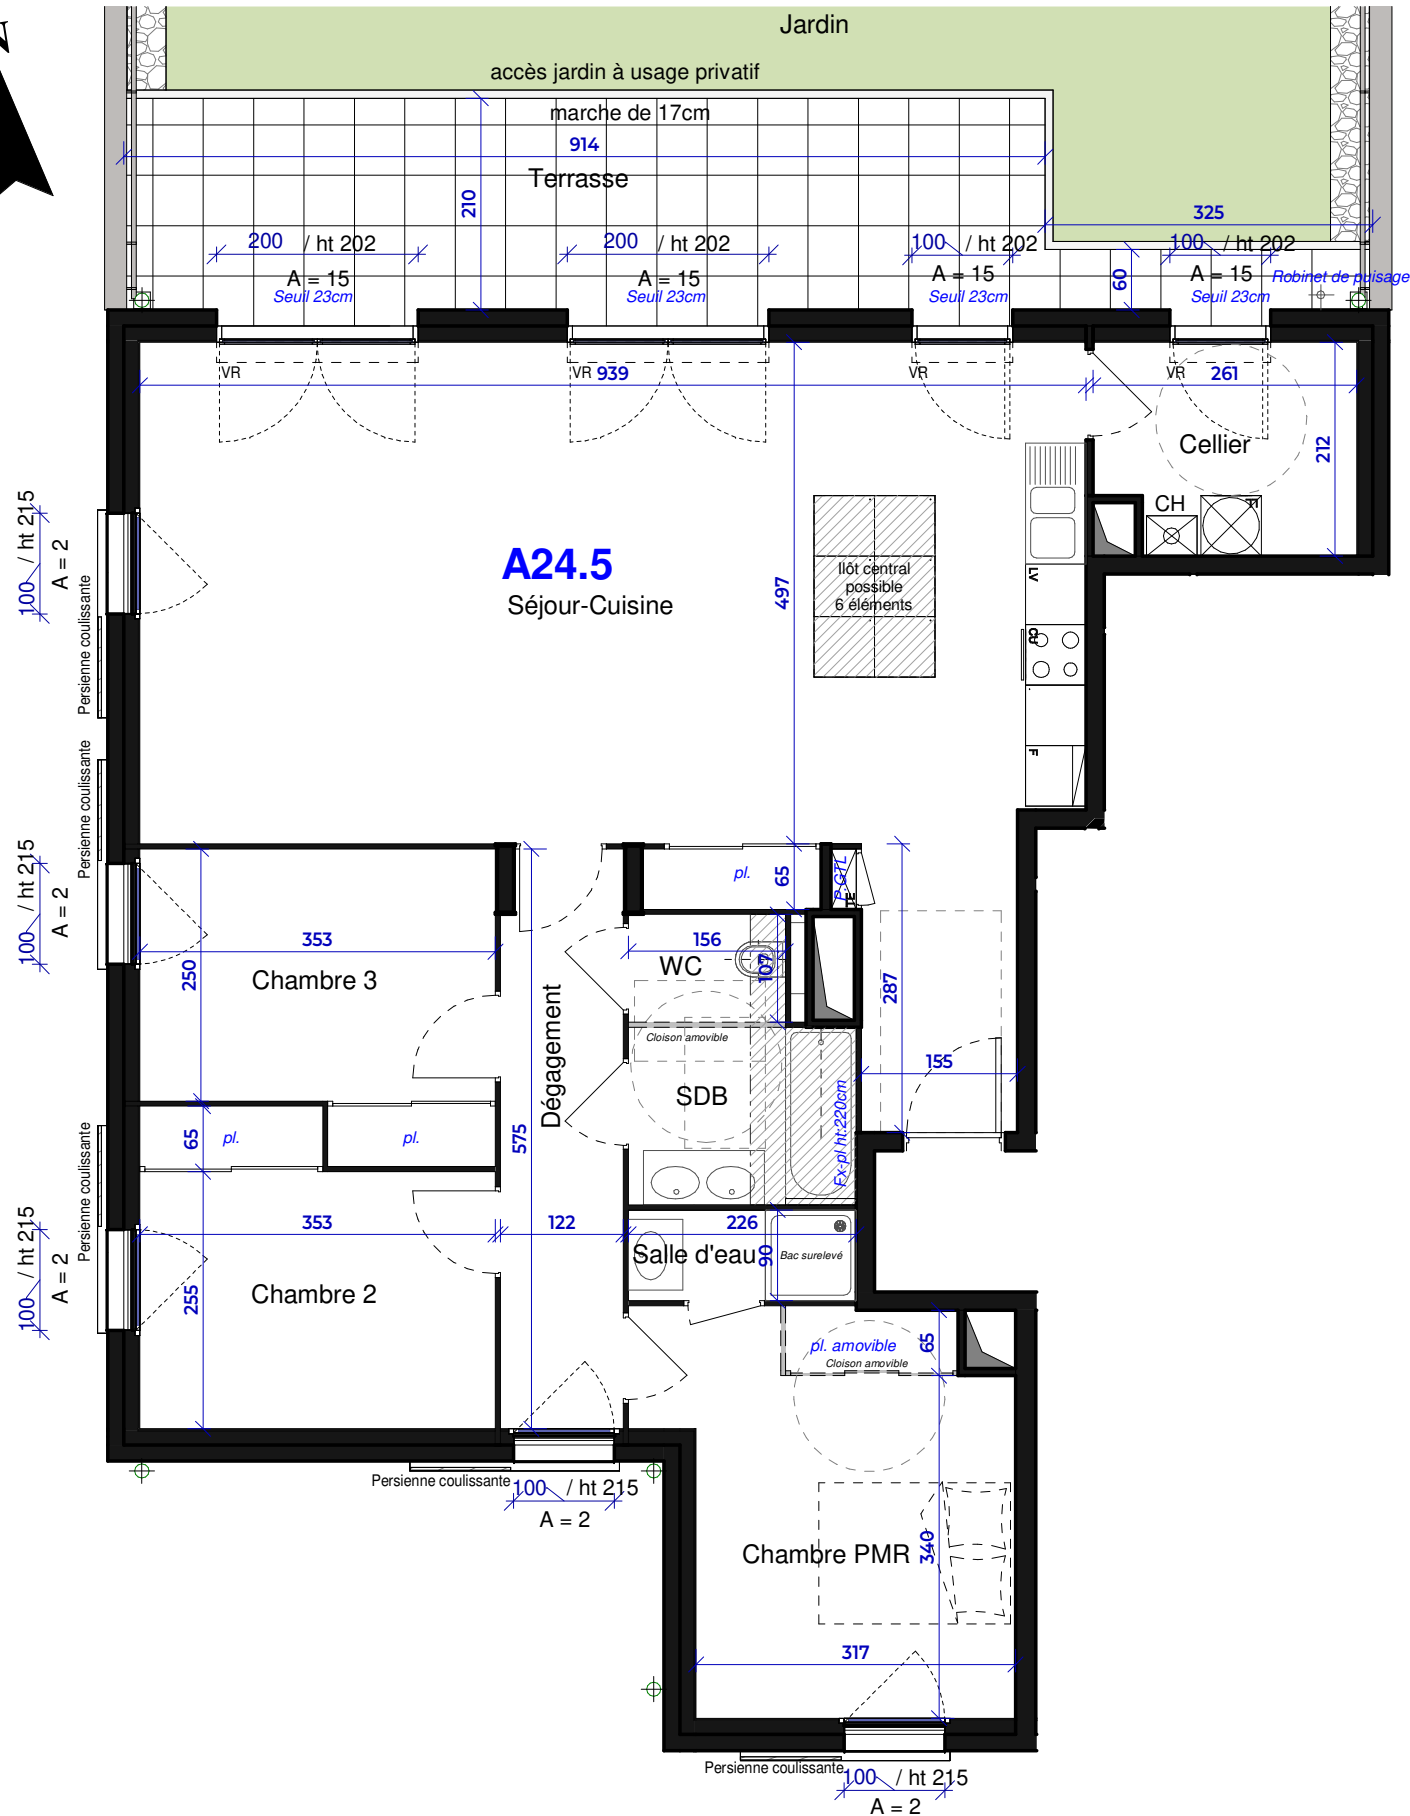 N
Jardin
accès jardin à usage privatif
marche de 17cm
914
Terrasse
210
325
200 / ht 202
A = 15
Seuil 23cm
200 / ht 202
A = 15
Seuil 23cm
100 / ht 202
A = 15
Seuil 23cm
60
100 / ht 202
A = 15
Seuil 23cm
Robinet de puisage
VR
VR
939
VR
VR
261
Cellier
212
CH
100 / ht 215
A = 2
Persienne coulissante
A24.5
Séjour-Cuisine
497
Ilôt central
possible
6 éléments
LV
CU
F
Persienne coulissante
100 / ht 215
A = 2
pl.
65
P.GTL
TE
353
250
Chambre 3
156
WC
107
287
Dégagement
Cloison amovible
SDB
155
575
Fx-pl ht:220cm
65
pl.
pl.
Persienne coulissante
100 / ht 215
A = 2
353
122
226
Salle d'eau
90
Bac surelevé
255
Chambre 2
pl. amovible
Cloison amovible
65
Persienne coulissante
100 / ht 215
A = 2
Chambre PMR
340
317
Persienne coulissante
100 / ht 215
A = 2